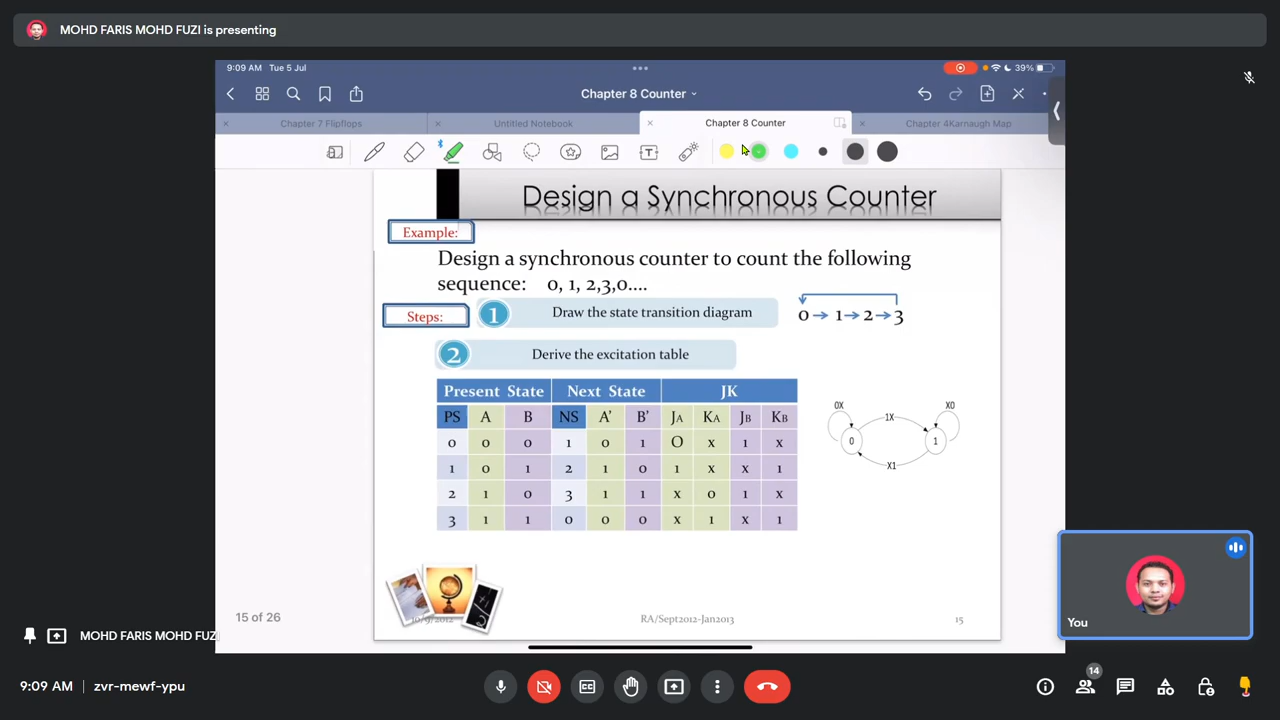 MOHD FARIS MOHD FUZI is presenting
9:09 AM Tue 5 Jul
39%
Chapter 8 Counter
Chapter 7 Flipflops
Untitled Notebook
Chapter 8 Counter
Chapter 4Karnaugh Map
T
Design a Synchronous Counter
Example:
Design a synchronous counter to count the following
sequence: 0, 1, 2,3,0....
Steps:
1
Draw the state transition diagram
0 → 1 → 2 → 3
2
Derive the excitation table
Present State Next State JK
PS A B NS A' B' JA KA JB KB
0 0 0 1 0 1 O x 1 x
1 0 1 2 1 0 1 x x 1
2 1 0 3 1 1 x 0 1 x
3 1 1 0 0 0 x 1 x 1
0X
1X
X0
0
1
X1
15 of 26
10/9/2012
RA/Sept2012-Jan2013
15
MOHD FARIS MOHD FUZI
You
9:09 AM | zvr-mewf-ypu
14